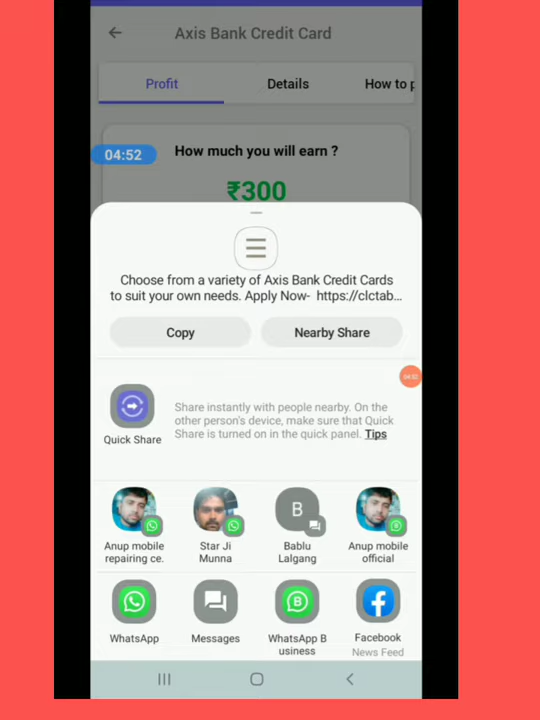 Axis Bank Credit Card
Profit Details How to p
How much you will earn ?
04:52
₹300
Choose from a variety of Axis Bank Credit Cards
to suit your own needs. Apply Now- https://clctab...
Copy Nearby Share
04:52
Share instantly with people nearby. On the
other person's device, make sure that Quick
Share is turned on in the quick panel. Tips
Quick Share
B
Anup mobile
repairing ce.
Star Ji
Munna
Bablu
Lalgang
Anup mobile
official
B
WhatsApp
Messages
WhatsApp B
usiness
Facebook
News Feed